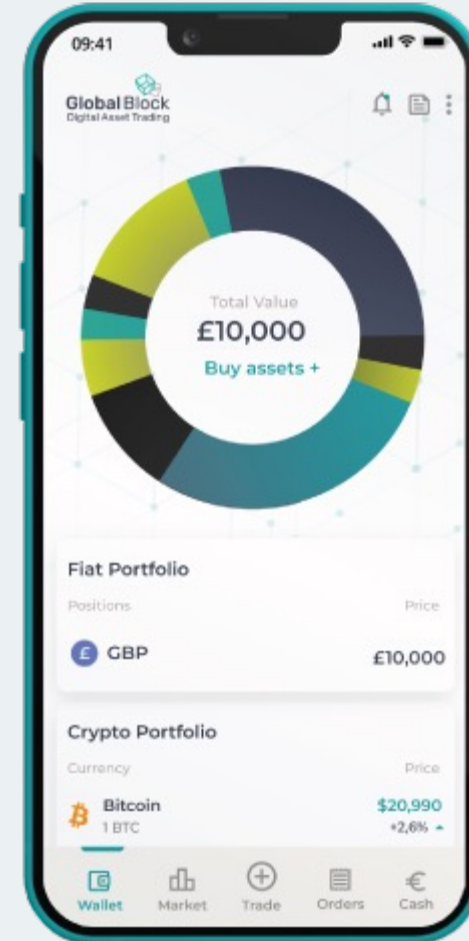 09:41
Global Block
Digital Asset Trading
Total Value
£10,000
Buy assets +
Fiat Portfolio
Positions Price
£ GBP £10,000
Crypto Portfolio
Currency Price
Bitcoin $20,990
1 BTC +2,6%
Wallet Market Trade Orders Cash